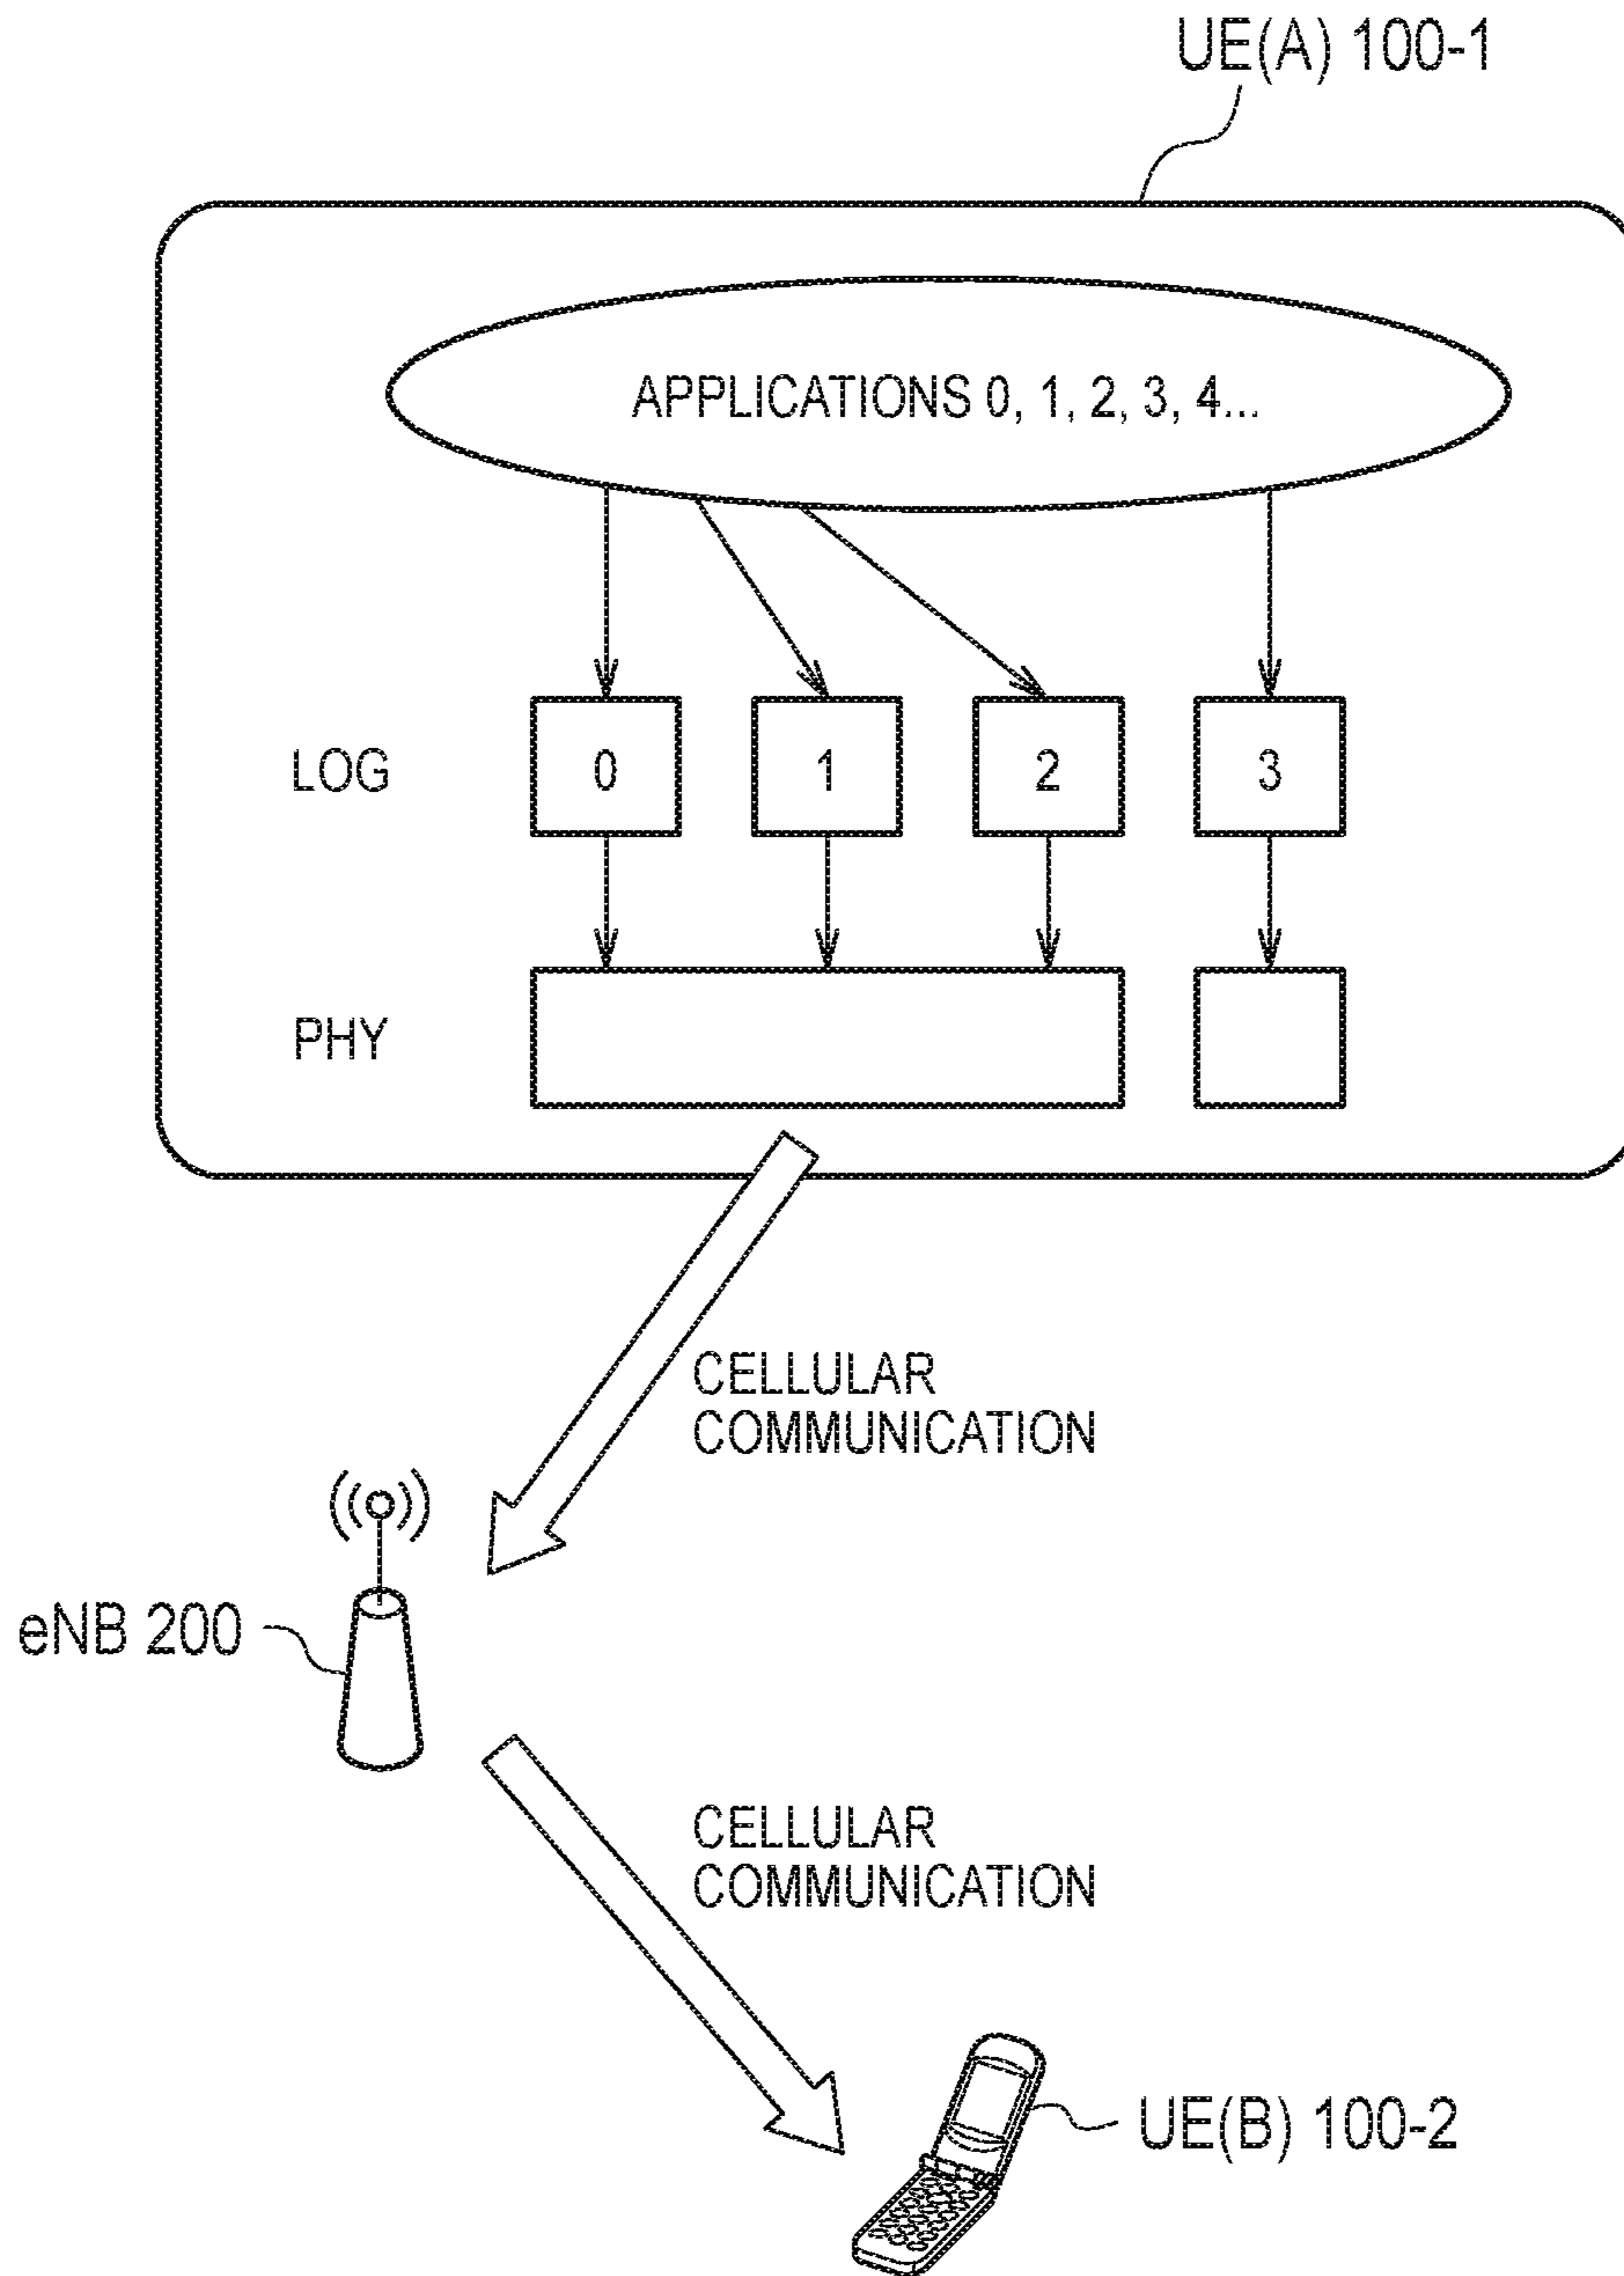 UE(A) 100-1
APPLICATIONS 0, 1, 2, 3, 4...
LOG 0 1 2 3
PHY
CELLULAR
COMMUNICATION
eNB 200
CELLULAR
COMMUNICATION
UE(B) 100-2